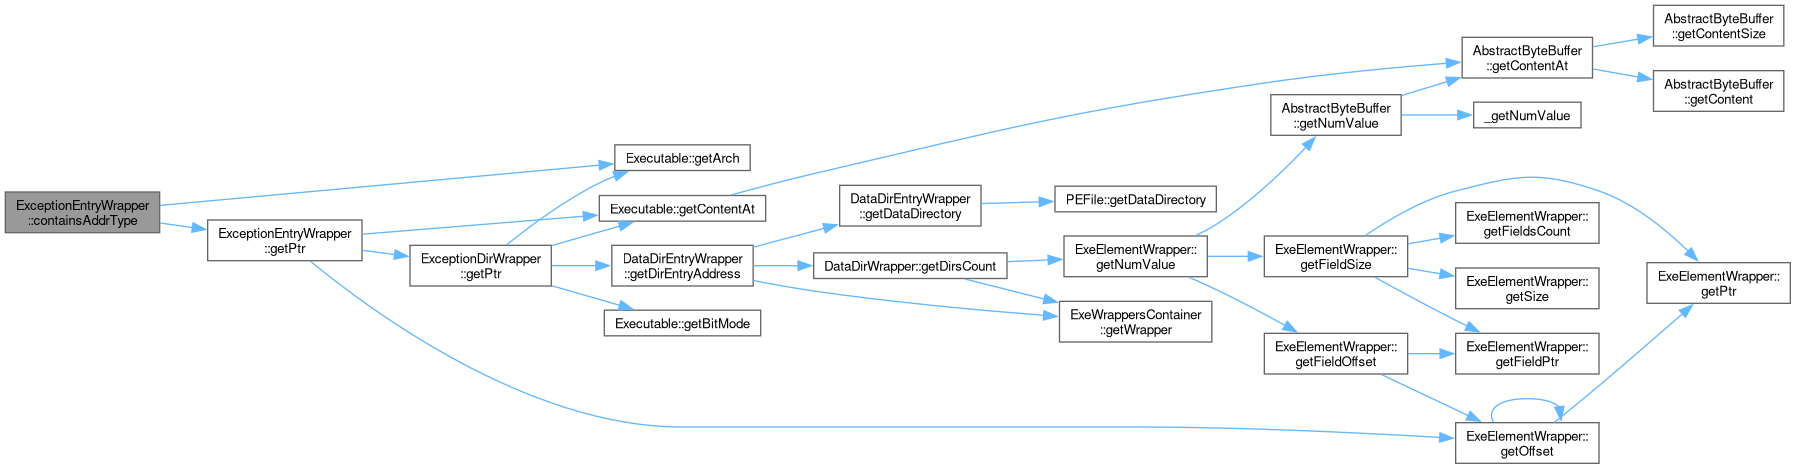 ExceptionEntryWrapper
::containsAddrType
ExceptionEntryWrapper
::getPtr
Executable::getArch
Executable::getContentAt
ExceptionDirWrapper
::getPtr
DataDirEntryWrapper
::getDirEntryAddress
Executable::getBitMode
DataDirEntryWrapper
::getDataDirectory
DataDirWrapper::getDirsCount
PEFile::getDataDirectory
ExeElementWrapper::
getNumValue
ExeWrappersContainer
::getWrapper
AbstractByteBuffer
::getNumValue
ExeElementWrapper::
getFieldSize
ExeElementWrapper::
getFieldOffset
AbstractByteBuffer
::getContentAt
_getNumValue
ExeElementWrapper::
getFieldsCount
ExeElementWrapper::
getSize
ExeElementWrapper::
getFieldPtr
ExeElementWrapper::
getOffset
AbstractByteBuffer
::getContentSize
AbstractByteBuffer
::getContent
ExeElementWrapper::
getPtr